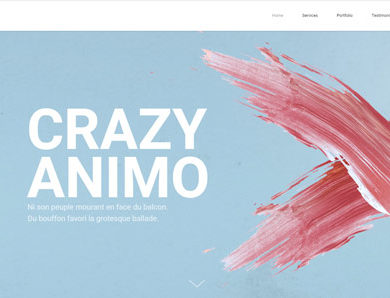 Home Services Portfolio Testimoni
CRAZY
ANIMO
Ni son peuple mourant en face du balcon.
Du bouffon favori la grotesque ballade.